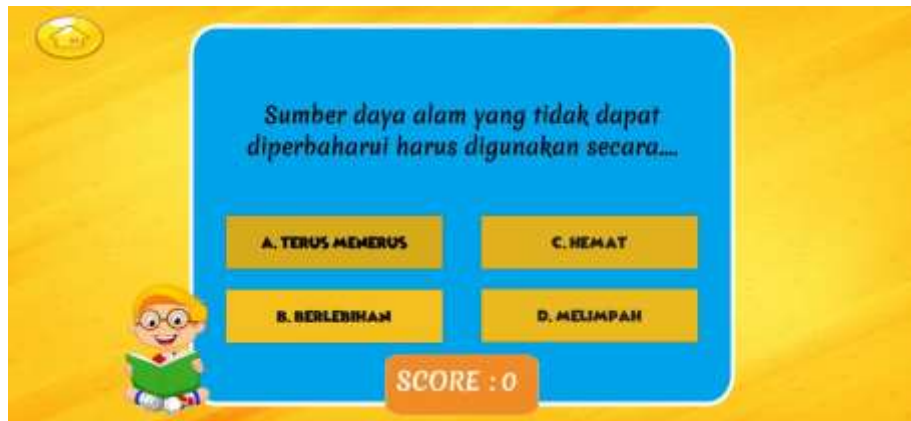 Sumber daya alam yang tidak dapat
diperbaharui harus digunakan secara....
A. TERUS MENERUS
C. HEMAT
B. BERLEBIHAN
D. MELIMPAH
SCORE : 0